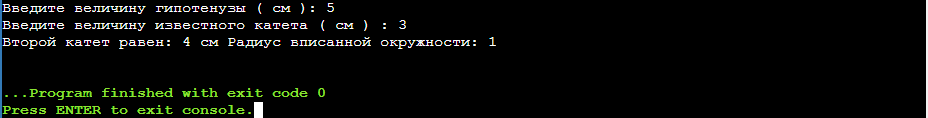 Введите величину гипотенузы ( см ): 5
Введите величину известного катета ( см ) : 3
Второй катет равен: 4 см Радиус вписанной окружности: 1
...Program finished with exit code 0
Press ENTER to exit console.